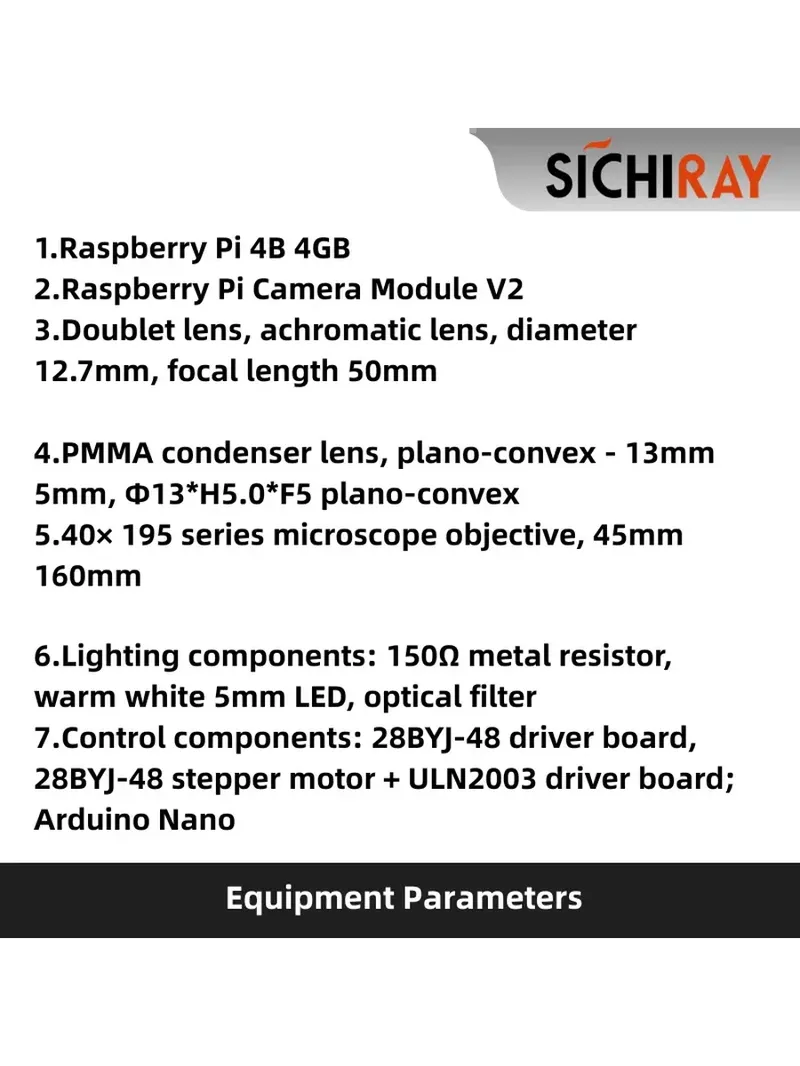 SICHIRAY
1.Raspberry Pi 4B 4GB
2.Raspberry Pi Camera Module V2
3.Doublet lens, achromatic lens, diameter
12.7mm, focal length 50mm
4.PMMA condenser lens, plano-convex - 13mm
5mm, Φ13*H5.0*F5 plano-convex
5.40× 195 series microscope objective, 45mm
160mm
6.Lighting components: 150Ω metal resistor,
warm white 5mm LED, optical filter
7.Control components: 28BYJ-48 driver board,
28BYJ-48 stepper motor + ULN2003 driver board;
Arduino Nano
Equipment Parameters